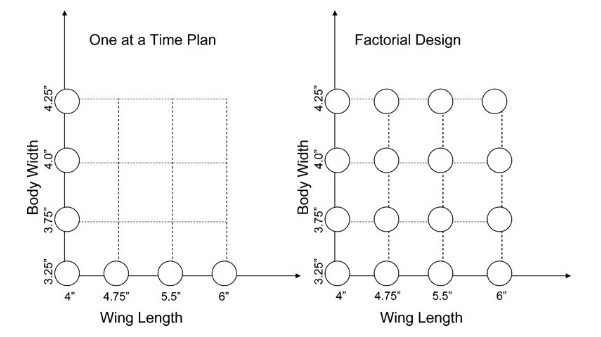 One at a Time Plan
Body Width
4.25"
4.0"
3.75"
3.25"
4"
4.75"
5.5"
6"
Wing Length
Factorial Design
Body Width
4.25"
4.0"
3.75"
3.25"
4"
4.75"
5.5"
6"
Wing Length